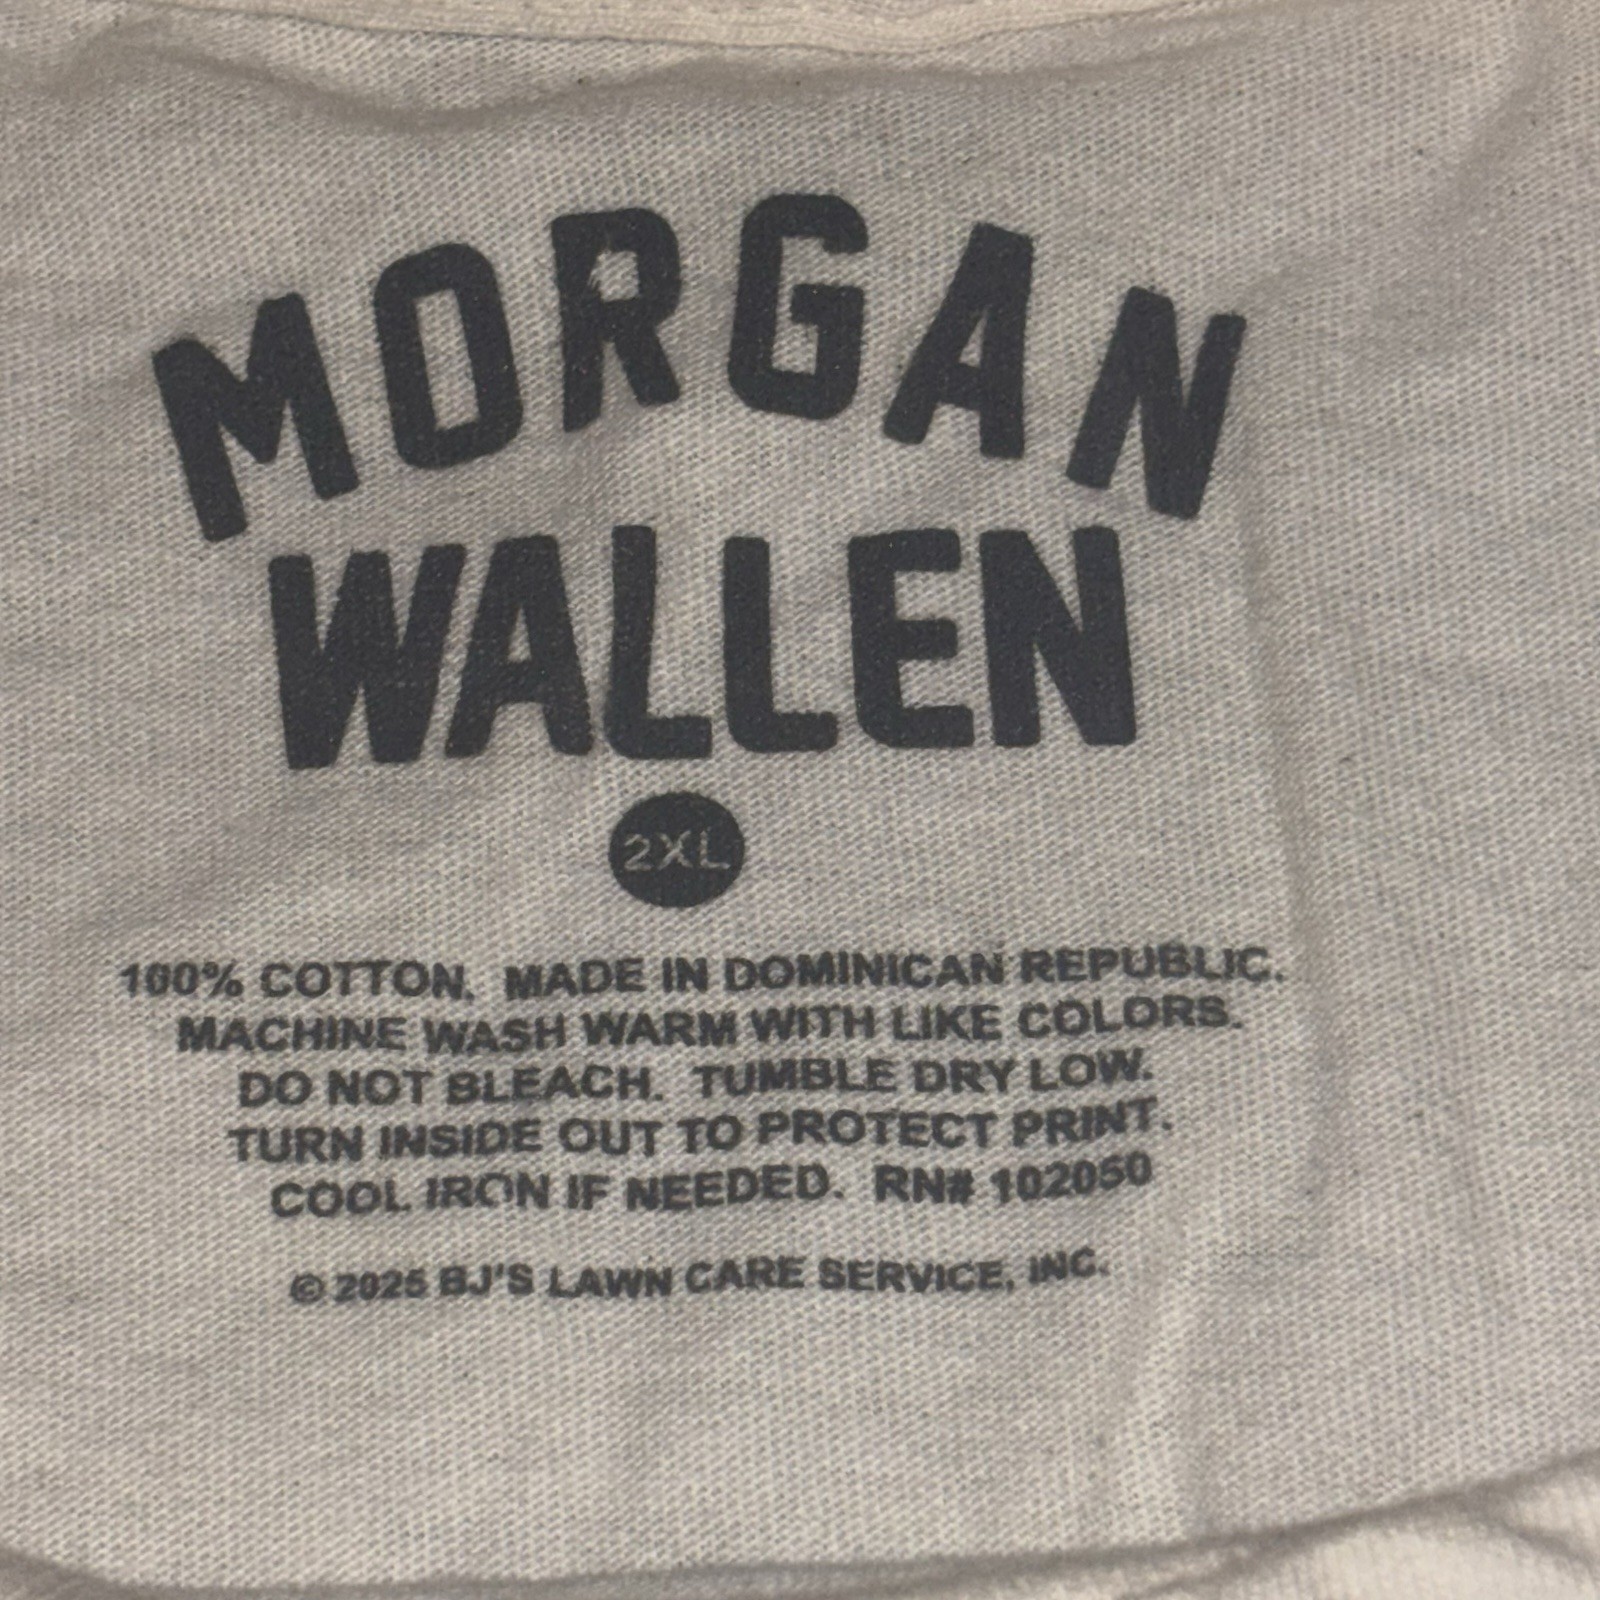 MORGAN
WALLEN
2XL
100% COTTON. MADE IN DOMINICAN REPUBLIC.
MACHINE WASH WARM WITH LIKE COLORS.
DO NOT BLEACH. TUMBLE DRY LOW.
TURN INSIDE OUT TO PROTECT PRINT.
COOL IRON IF NEEDED. RN# 102050
© 2025 BJ'S LAWN CARE SERVICE, INC.